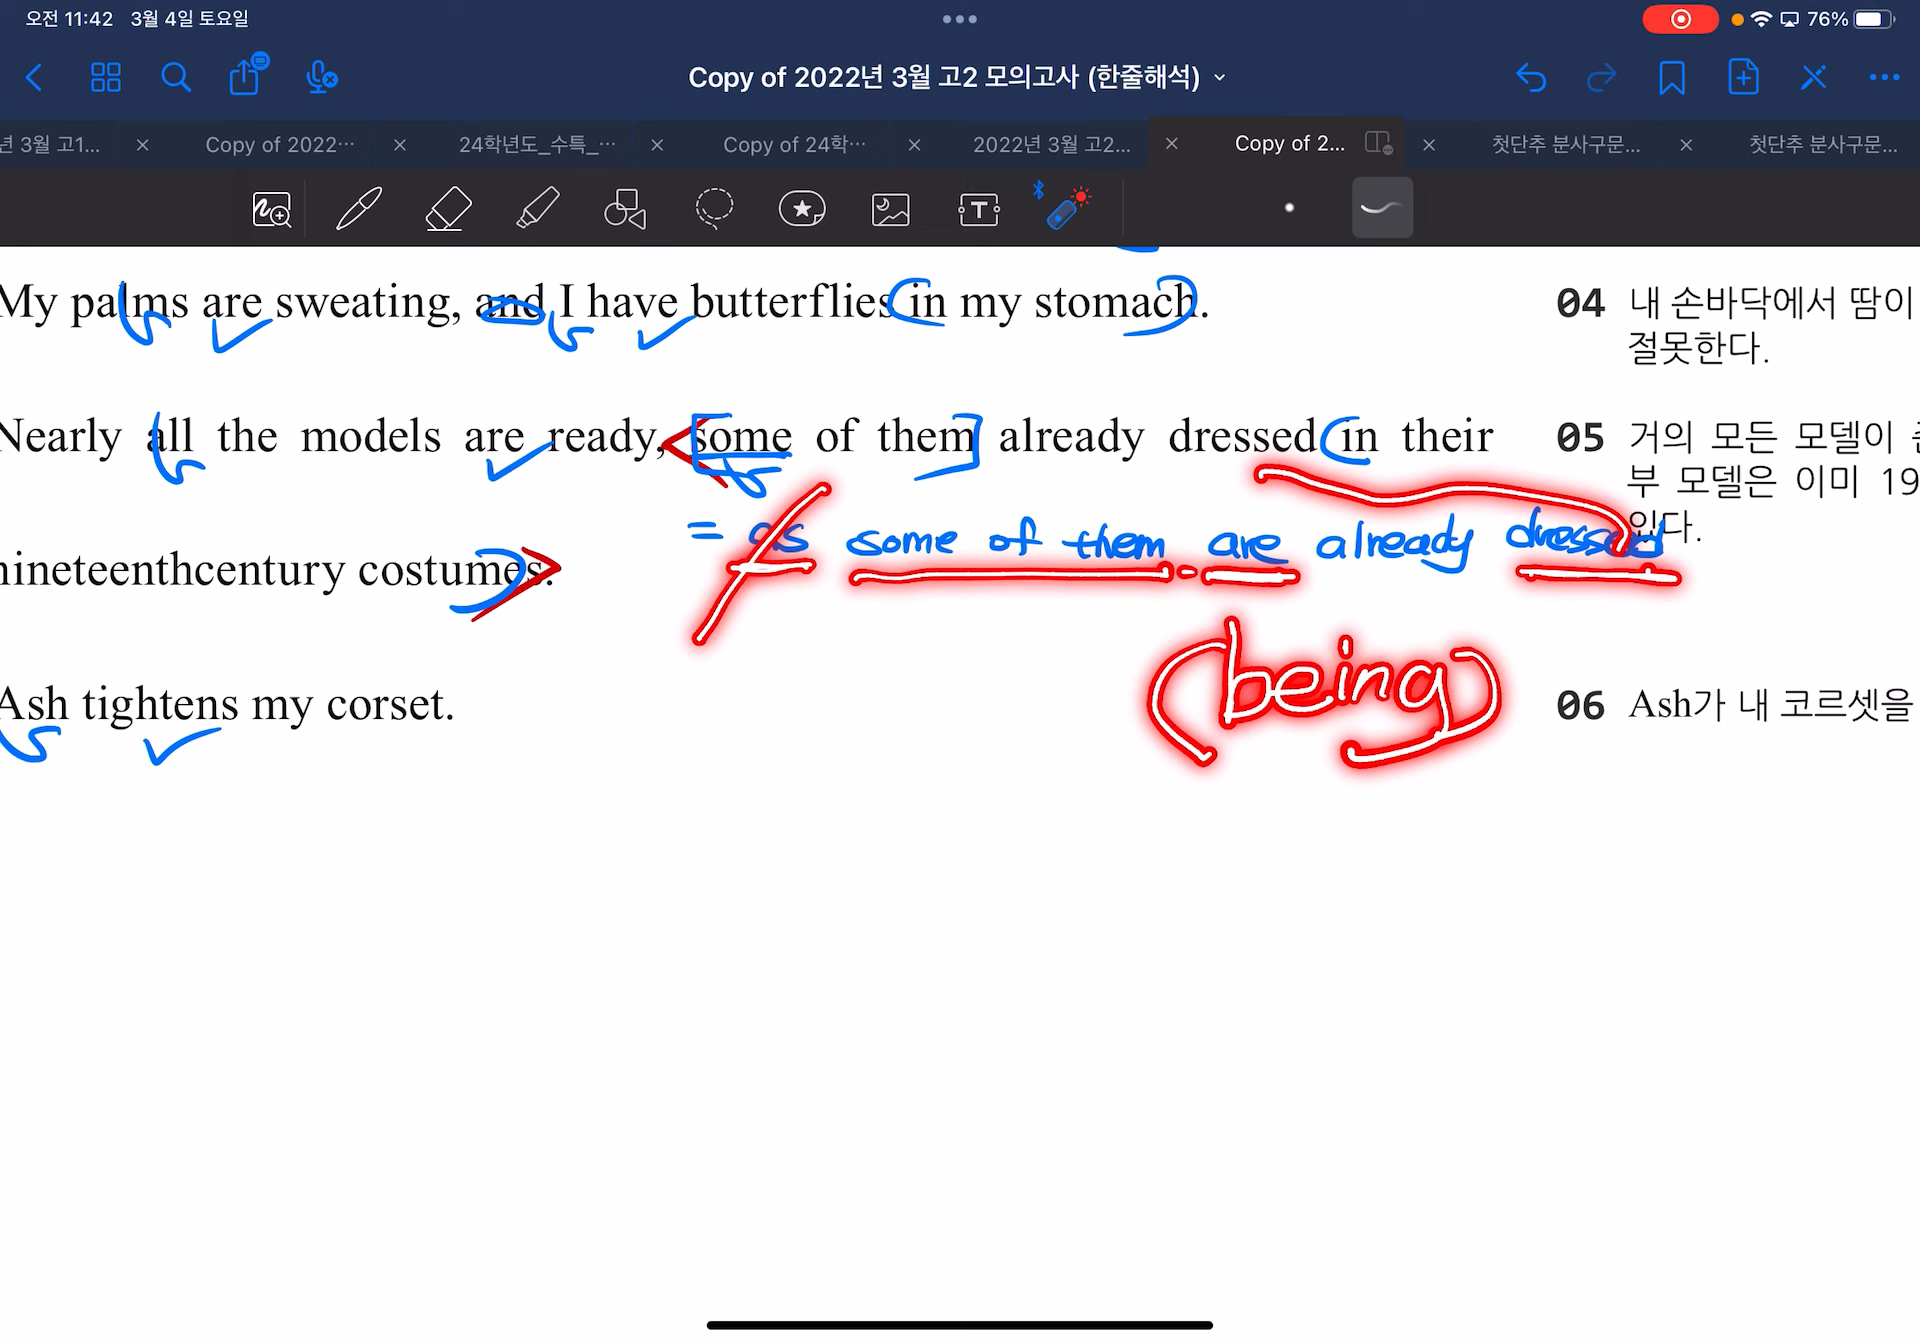 오전 11:42 3월 4일 토요일
76%
Copy of 2022년 3월 고2 모의고사 (한줄해석)
년 3월 고1...
Copy of 2022...
24학년도_수특_...
Copy of 24학...
2022년 3월 고2...
Copy of 2...
첫단추 분사구문...
첫단추 분사구문...
My palms are sweating, and I have butterflies in my stomach.
04 내 손바닥에서 땀이
절못한다.
Nearly all the models are ready, some of them already dressed in their
05 거의 모든 모델이
부 모델은 이미 19
있다.
= as some of them are already dressed
nineteenthcentury costumes.
(being)
Ash tightens my corset.
06 Ash가 내 코르셋을